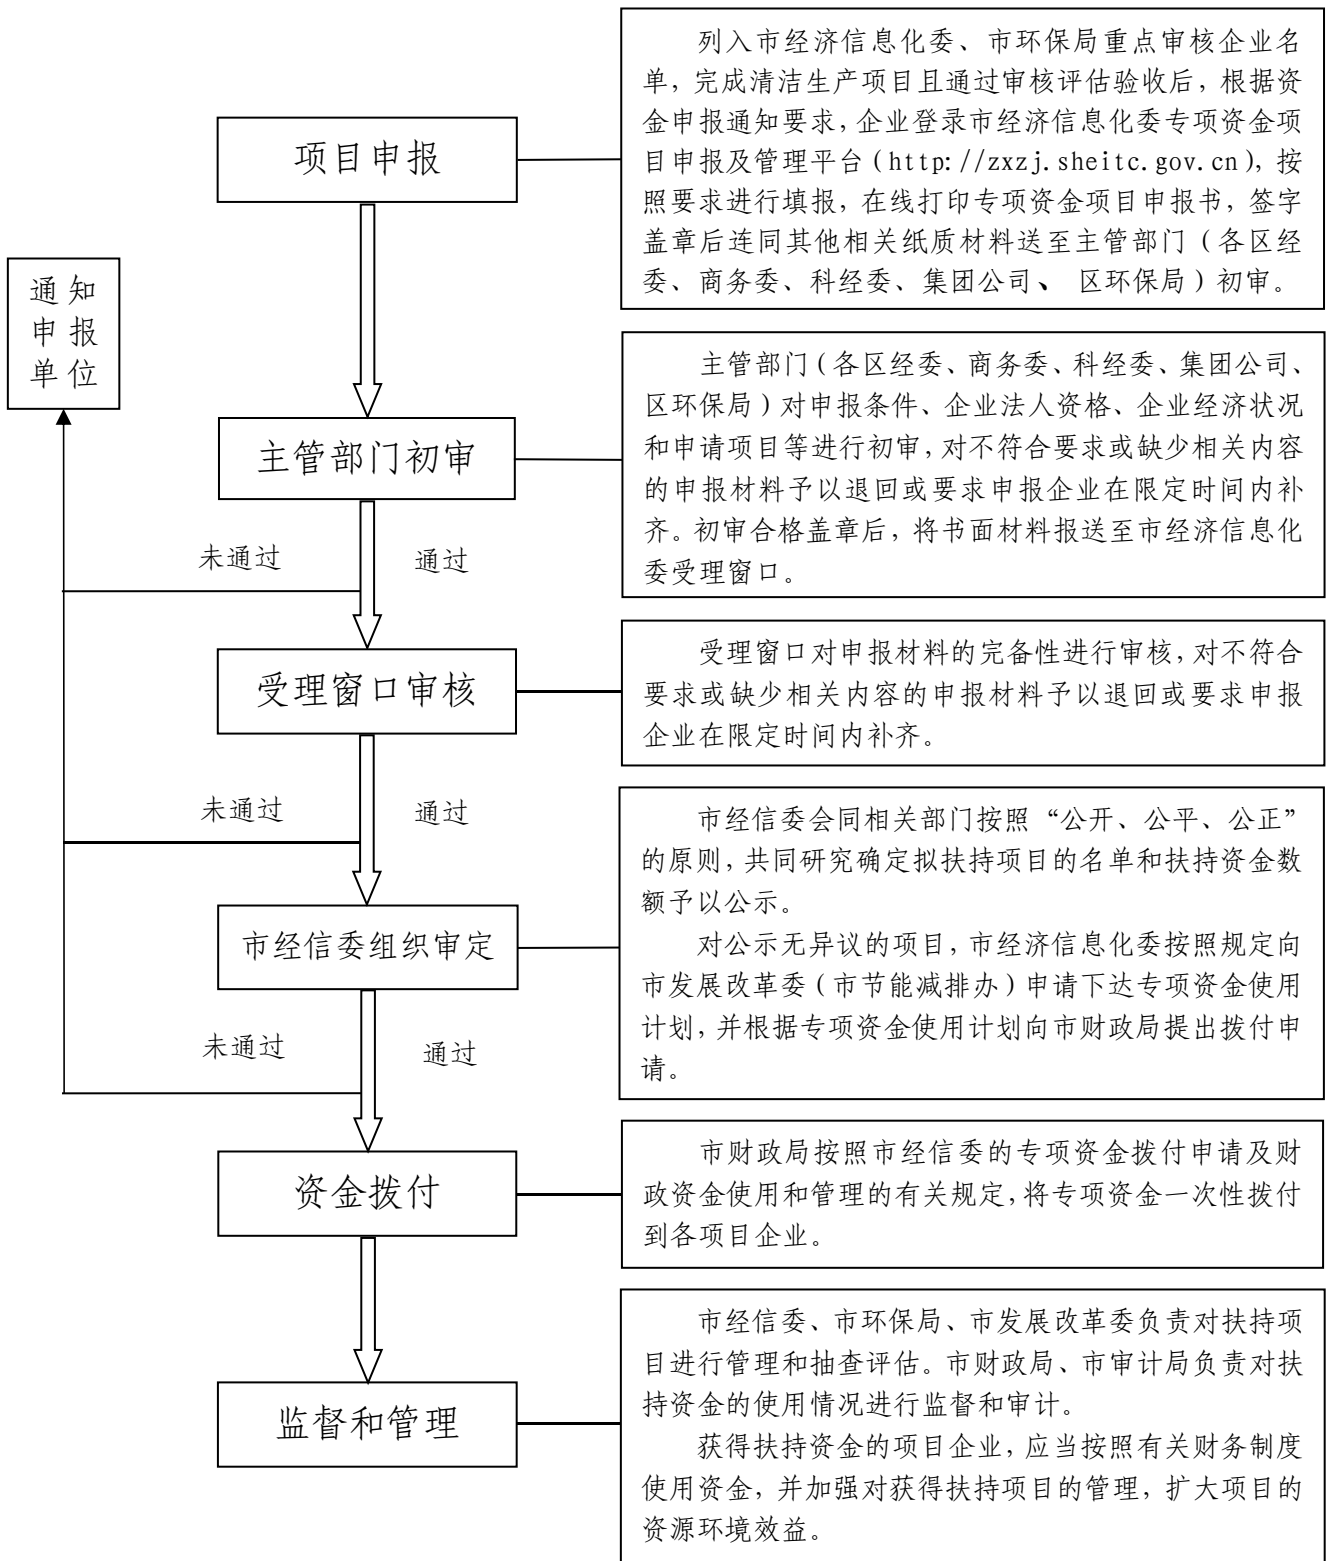 列入市经济信息化委、市环保局重点审核企业名
单，完成清洁生产项目且通过审核评估验收后，根据资
金申报通知要求，企业登录市经济信息化委专项资金项
目申报及管理平台（http://zxzj.sheitc.gov.cn），按
照要求进行填报，在线打印专项资金项目申报书，签字
盖章后连同其他相关纸质材料送至主管部门（各区经
委、商务委、科经委、集团公司、 区环保局）初审。
项目申报
通知
申报
单位
主管部门（各区经委、商务委、科经委、集团公司、
区环保局）对申报条件、企业法人资格、企业经济状况
和申请项目等进行初审，对不符合要求或缺少相关内容
的申报材料予以退回或要求申报企业在限定时间内补
齐。初审合格盖章后，将书面材料报送至市经济信息化
委受理窗口。
主管部门初审
未通过
通过
受理窗口对申报材料的完备性进行审核，对不符合
要求或缺少相关内容的申报材料予以退回或要求申报
企业在限定时间内补齐。
受理窗口审核
未通过
通过
市经信委会同相关部门按照“公开、公平、公正”
的原则，共同研究确定拟扶持项目的名单和扶持资金数
额予以公示。
对公示无异议的项目，市经济信息化委按照规定向
市发展改革委（市节能减排办）申请下达专项资金使用
计划，并根据专项资金使用计划向市财政局提出拨付申
请。
市经信委组织审定
未通过
通过
市财政局按照市经信委的专项资金拨付申请及财
政资金使用和管理的有关规定，将专项资金一次性拨付
到各项目企业。
资金拨付
市经信委、市环保局、市发展改革委负责对扶持项
目进行管理和抽查评估。市财政局、市审计局负责对扶
持资金的使用情况进行监督和审计。
获得扶持资金的项目企业，应当按照有关财务制度
使用资金，并加强对获得扶持项目的管理，扩大项目的
资源环境效益。
监督和管理